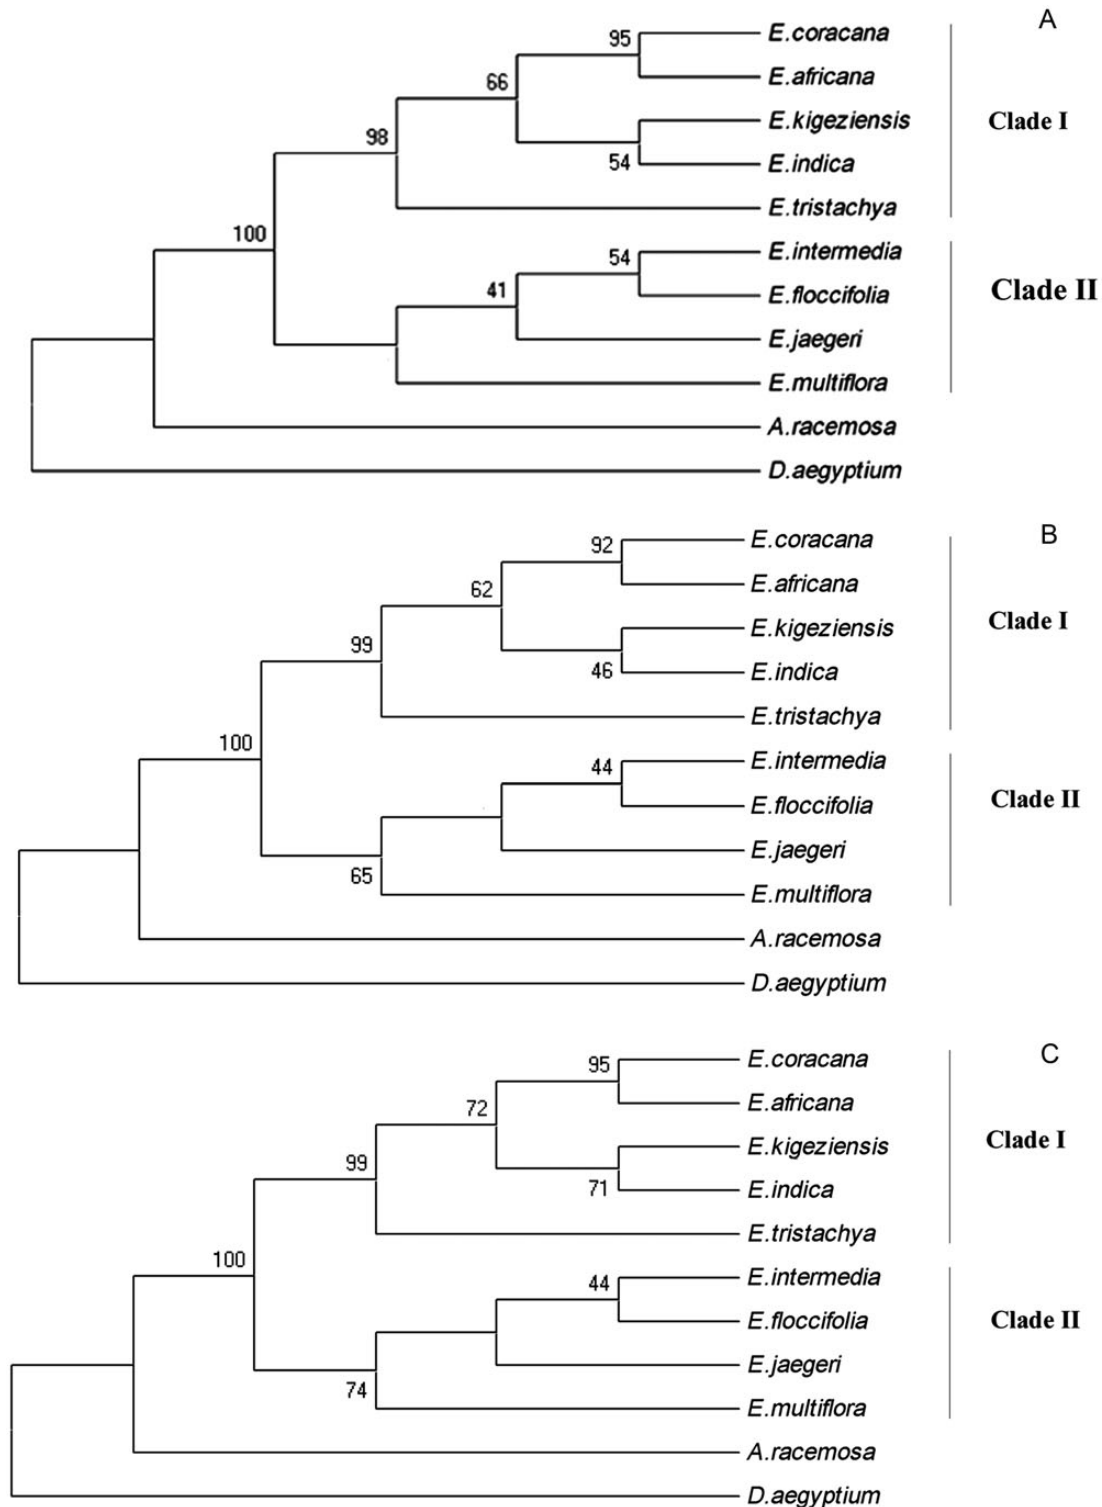 A
95
E.coracana
E.africana
66
E.kigeziensis
Clade I
98
54
E.indica
E.tristachya
100
54
E.intermedia
41
E.floccifolia
Clade II
E.jaegeri
E.multiflora
A.racemosa
D.aegyptium
B
92
E.coracana
62
E.africana
99
E.kigeziensis
Clade I
46
E.indica
E.tristachya
100
44
E.intermedia
E.floccifolia
Clade II
E.jaegeri
65
E.multiflora
A.racemosa
D.aegyptium
C
95
E.coracana
72
E.africana
99
E.kigeziensis
Clade I
71
E.indica
E.tristachya
100
44
E.intermedia
E.floccifolia
Clade II
E.jaegeri
74
E.multiflora
A.racemosa
D.aegyptium